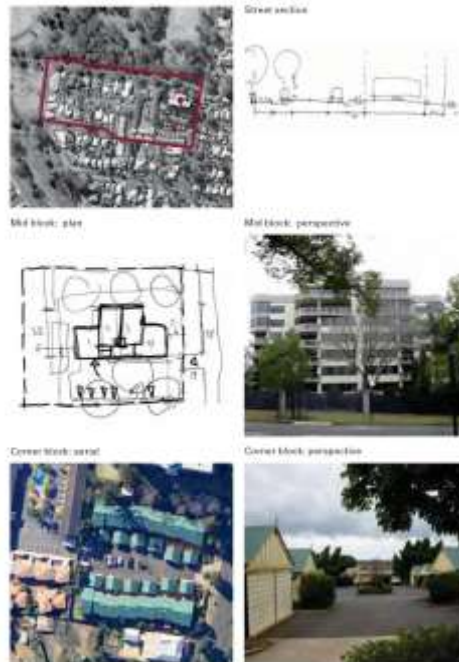 Street section
Mid block: plan
Mid block: perspective
Corner block: aerial
Corner block: perspective